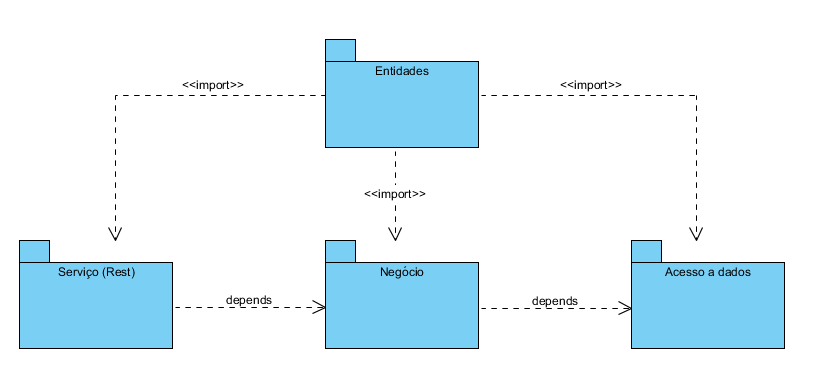 Entidades
<<import>>
<<import>>
<<import>>
Serviço (Rest)
Negócio
Acesso a dados
depends
depends